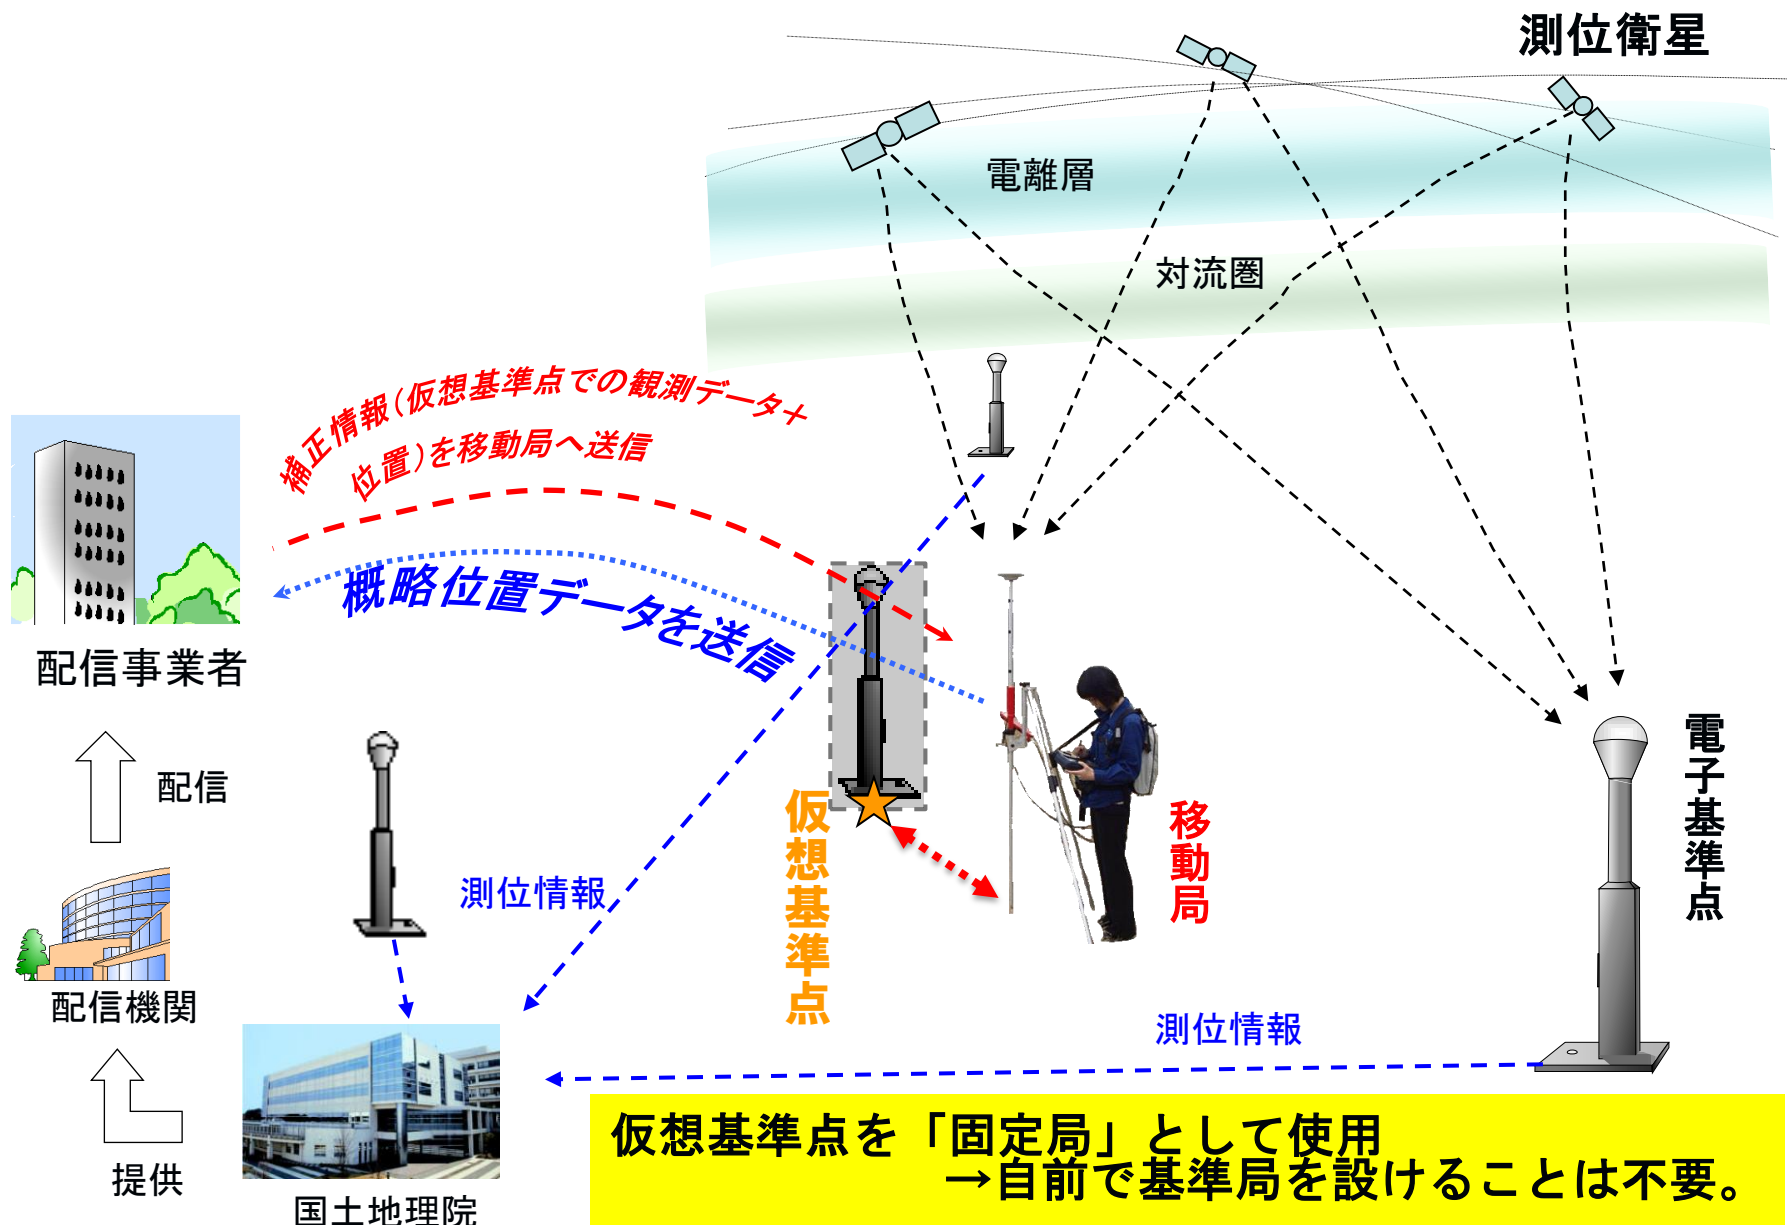 測位衛星
電離層
対流圏
補正情報(仮想基準点での観測データ+
位置)を移動局へ送信
概略位置データを送信
配信事業者
配信
配信機関
提供
国土地理院
測位情報
仮想基準点
移動局
電子基準点
測位情報
仮想基準点を「固定局」として使用
→自前で基準局を設けることは不要。